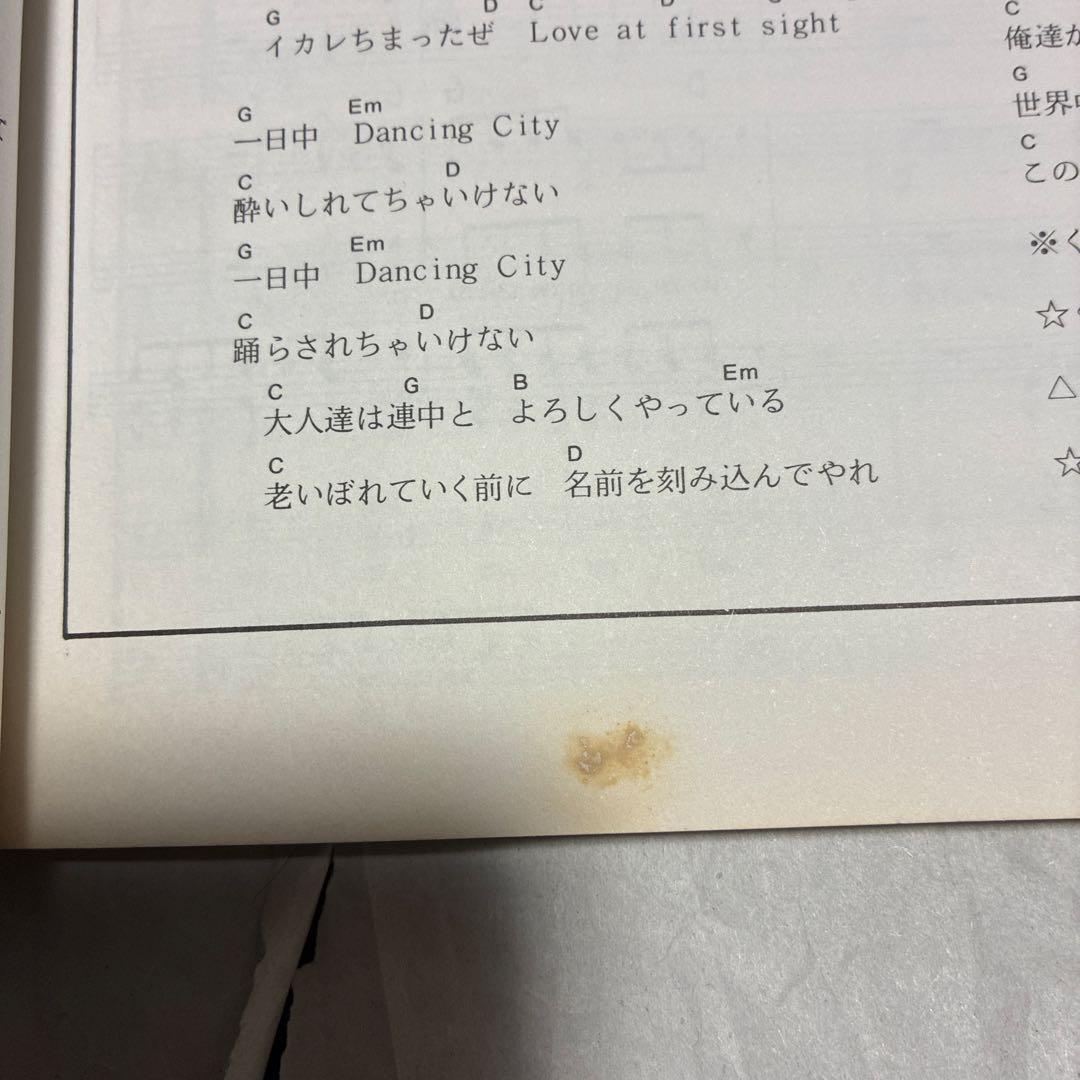 G D C
イカレちまったぜ Love at first sight
G Em
一日中 Dancing City
C D
酔いしれてちゃいけない
G Em
一日中 Dancing City
C D
踊らされちゃいけない
C G B Em
大人達は連中と よろしくやっている
C D
老いぼれていく前に 名前を刻み込んでやれ
C
俺達か
G
世界中
C
この
※く
☆
△
☆